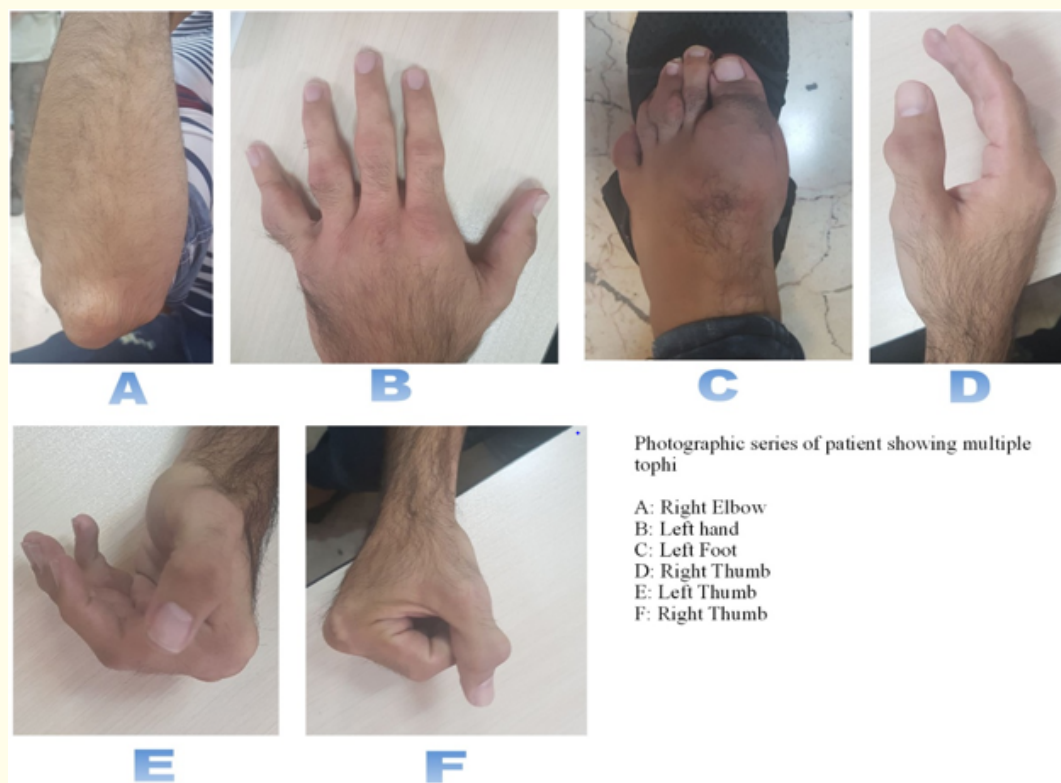 A
B
C
D
E
F
Photographic series of patient showing multiple
tophi
A: Right Elbow
B: Left hand
C: Left Foot
D: Right Thumb
E: Left Thumb
F: Right Thumb